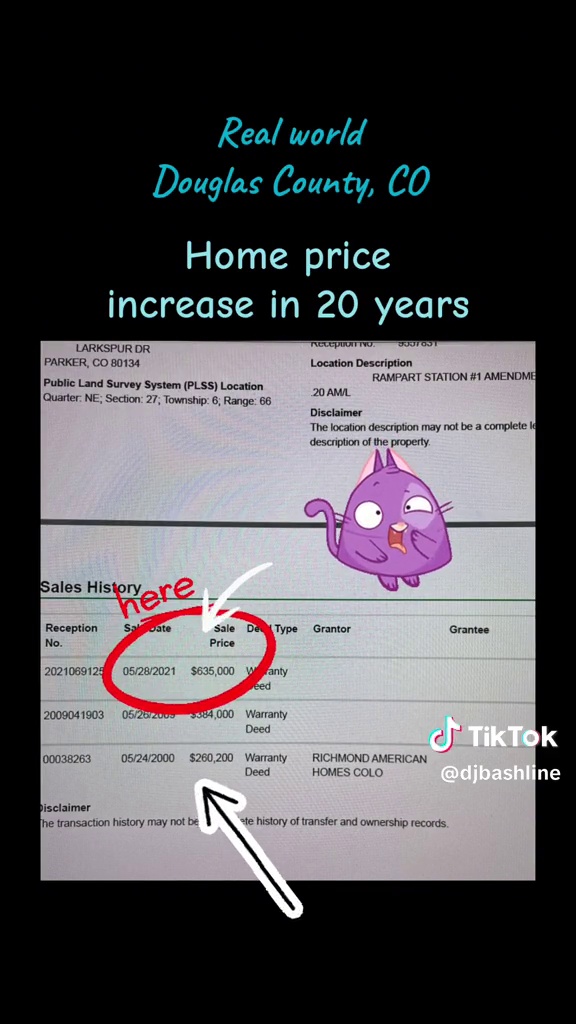 Real world
Douglas County, CO
Home price
increase in 20 years
LARKSPUR DR
PARKER, CO 80134
Public Land Survey System (PLSS) Location
Quarter: NE; Section: 27; Township: 6; Range: 66
Reception No. 9937831
Location Description
RAMPART STATION #1 AMENDME
.20 AM/L
Disclaimer
The location description may not be a complete le
description of the property.
Sales History
here
Reception No. Sale Date Sale Price Deed Type Grantor Grantee
2021069125 05/28/2021 $635,000 Warranty Deed
2009041903 05/26/2009 $384,000 Warranty Deed
00038263 05/24/2000 $260,200 Warranty Deed RICHMOND AMERICAN HOMES COLO
Disclaimer
The transaction history may not be ete history of transfer and ownership records.
TikTok
@djbashline